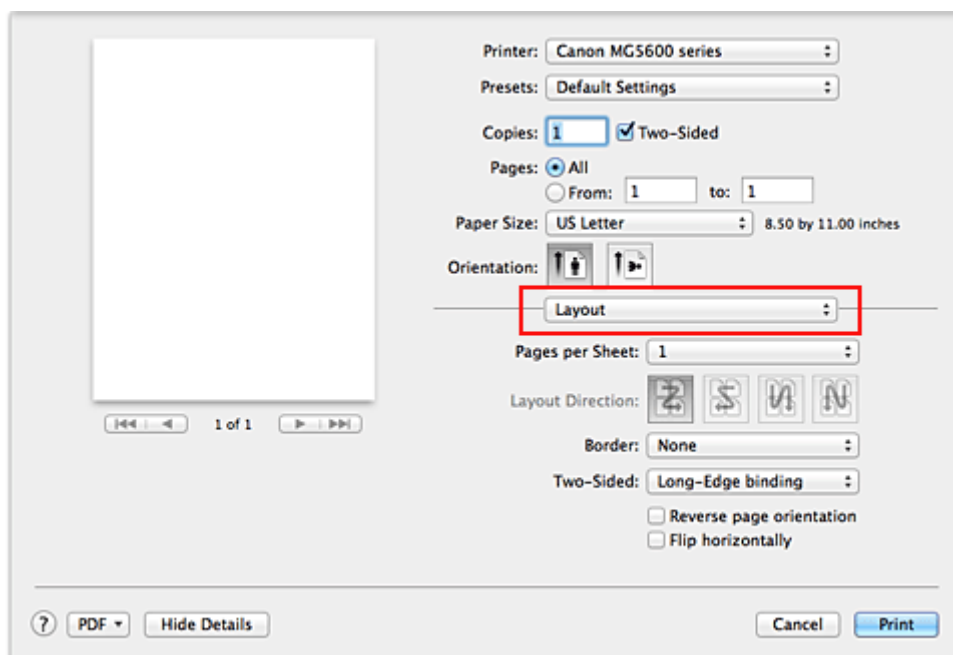 Printer: Canon MG5600 series
Presets: Default Settings
Copies: 1 Two-Sided
Pages: All
From: 1 to: 1
Paper Size: US Letter 8.50 by 11.00 inches
Orientation:
Layout
Pages per Sheet: 1
Layout Direction:
1 of 1
Border: None
Two-Sided: Long-Edge binding
Reverse page orientation
Flip horizontally
? PDF Hide Details Cancel Print